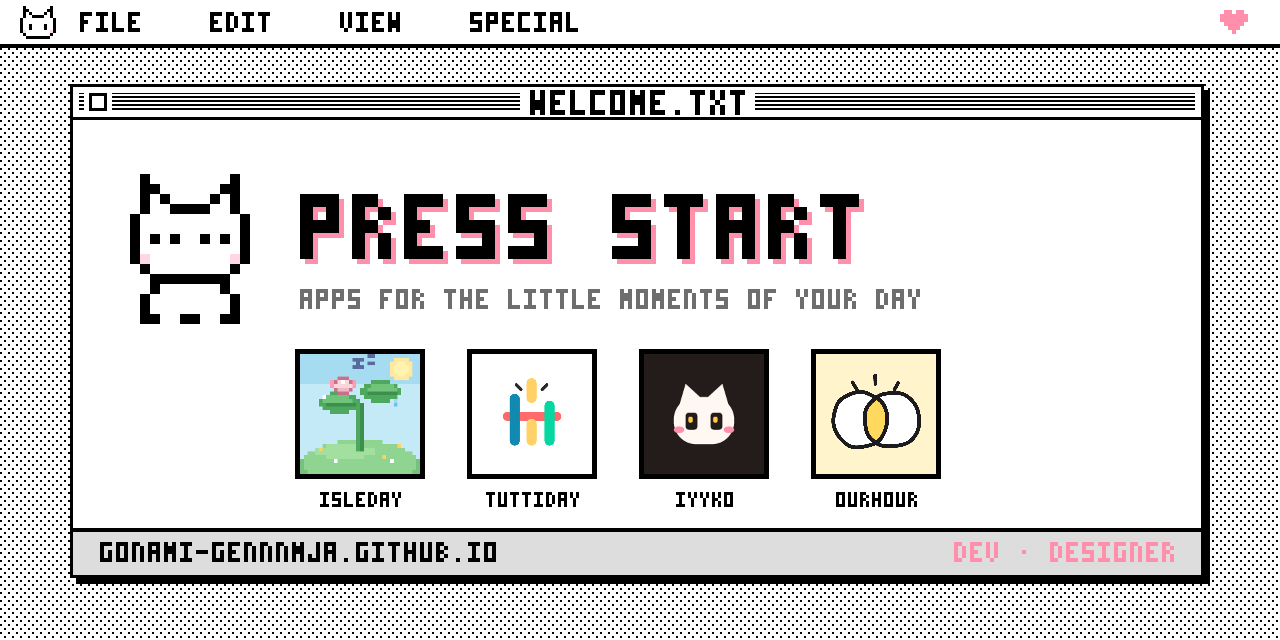 FILE EDIT VIEW SPECIAL
WELCOME.TXT
PRESS START
APPS FOR THE LITTLE MOMENTS OF YOUR DAY
ISLEDAY TUTTIDAY IYYKO OURHOUR
GONAMI-GENNNMJA.GITHUB.IO DEV · DESIGNER